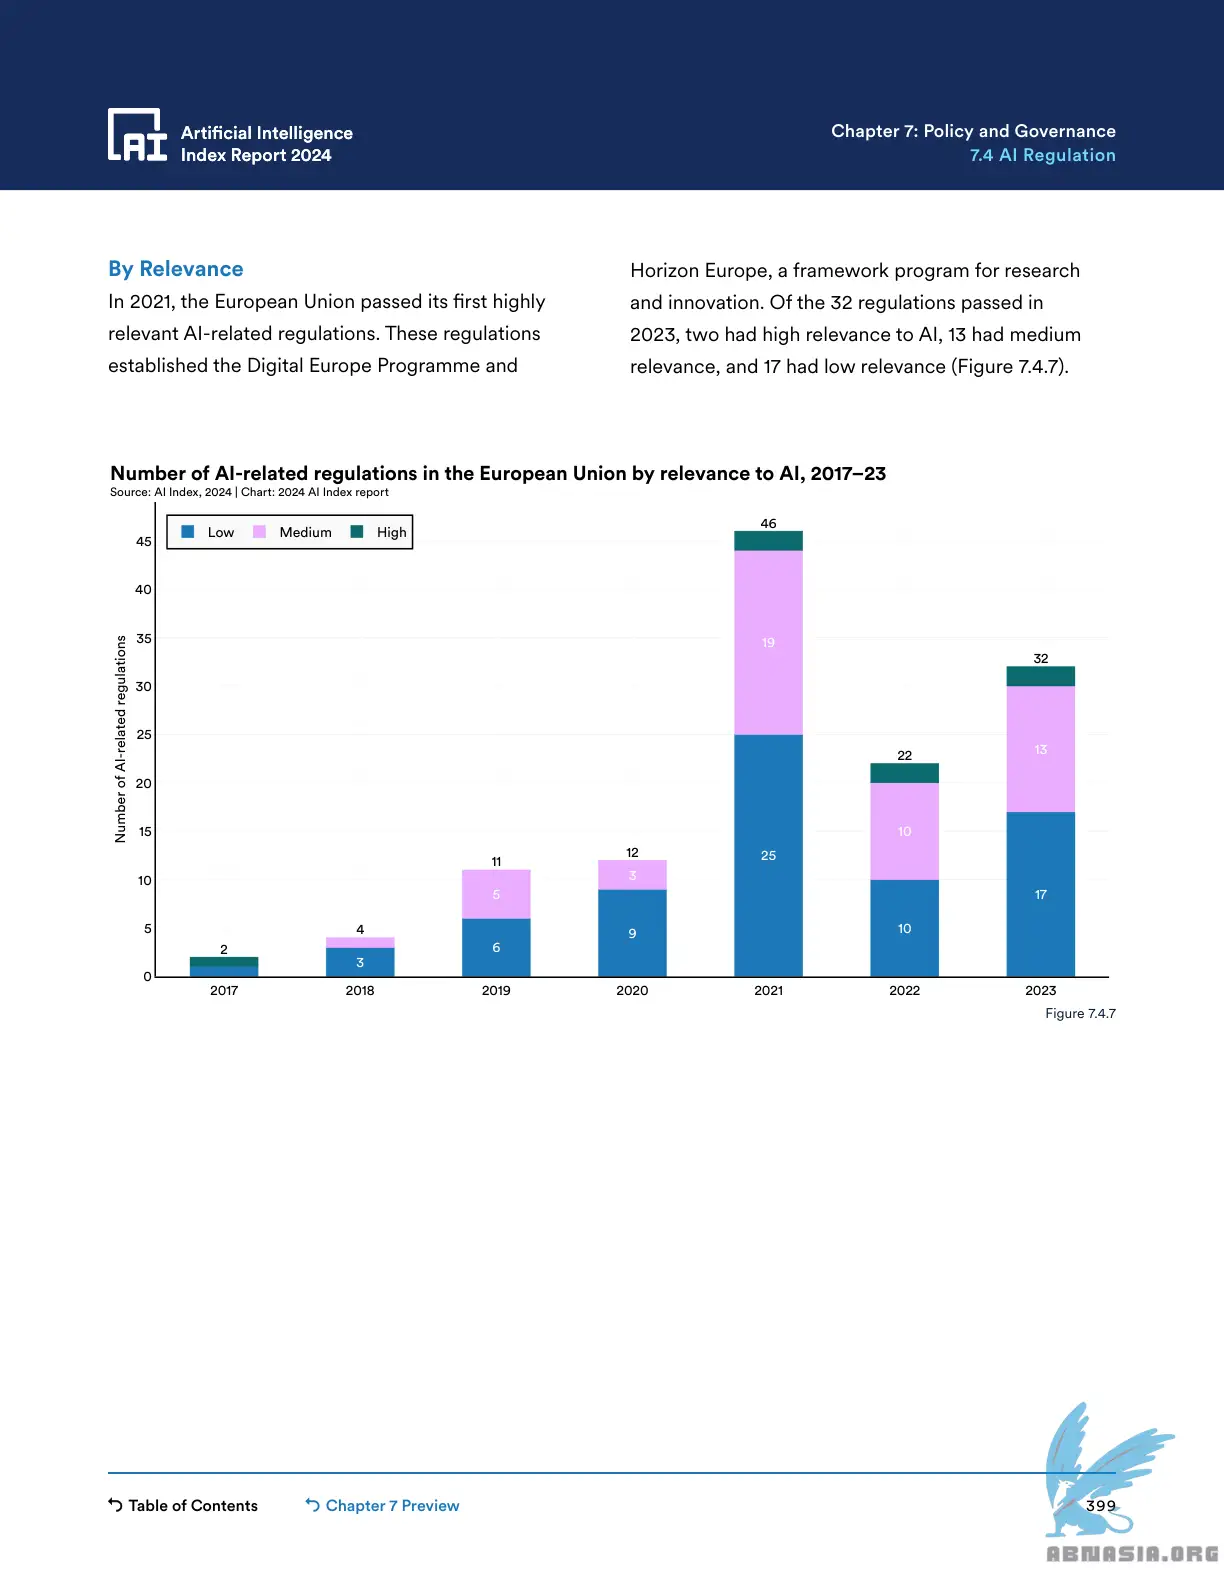 Artificial Intelligence
Index Report 2024
Chapter 7: Policy and Governance
7.4 AI Regulation
By Relevance
In 2021, the European Union passed its first highly
relevant AI-related regulations. These regulations
established the Digital Europe Programme and
Horizon Europe, a framework program for research
and innovation. Of the 32 regulations passed in
2023, two had high relevance to AI, 13 had medium
relevance, and 17 had low relevance (Figure 7.4.7).
Number of AI-related regulations in the European Union by relevance to AI, 2017–23
Source: AI Index, 2024 | Chart: 2024 AI Index report
Low Medium High
Number of AI-related regulations
45
40
35
30
25
20
15
10
5
0
2
4
3
11
5
6
12
3
9
46
19
25
22
10
10
32
13
17
2017 2018 2019 2020 2021 2022 2023
Figure 7.4.7
Table of Contents
Chapter 7 Preview
399
ABNASIA.ORG